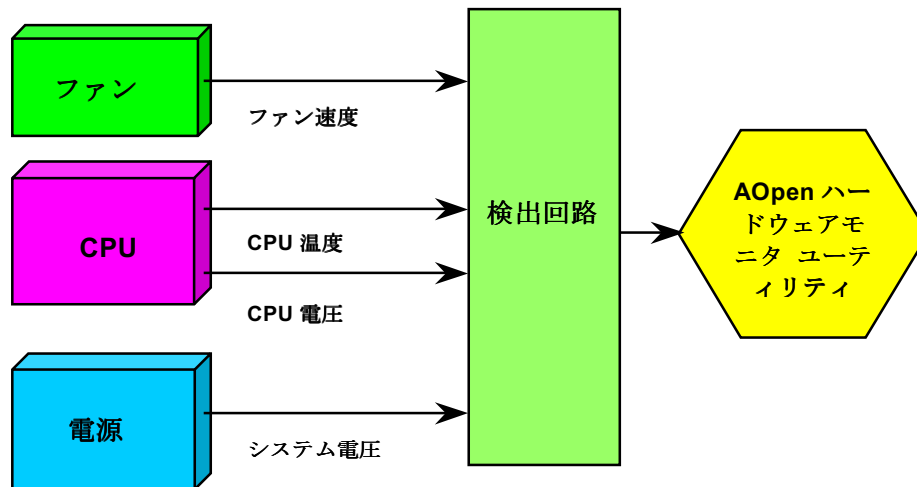 ファン
ファン速度
CPU
CPU 温度
CPU 電圧
電源
システム電圧
検出回路
AOpen ハー
ドウェアモ
ニタ ユーテ
ィリティ